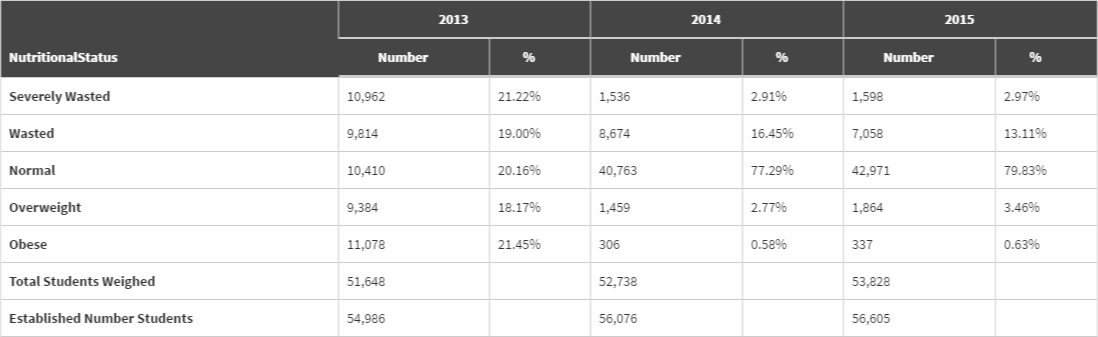 2013 2014 2015
NutritionalStatus Number % Number % Number %
Severely Wasted 10,962 21.22% 1,536 2.91% 1,598 2.97%
Wasted 9,814 19.00% 8,674 16.45% 7,058 13.11%
Normal 10,410 20.16% 40,763 77.29% 42,971 79.83%
Overweight 9,384 18.17% 1,459 2.77% 1,864 3.46%
Obese 11,078 21.45% 306 0.58% 337 0.63%
Total Students Weighed 51,648 52,738 53,828
Established Number Students 54,986 56,076 56,605